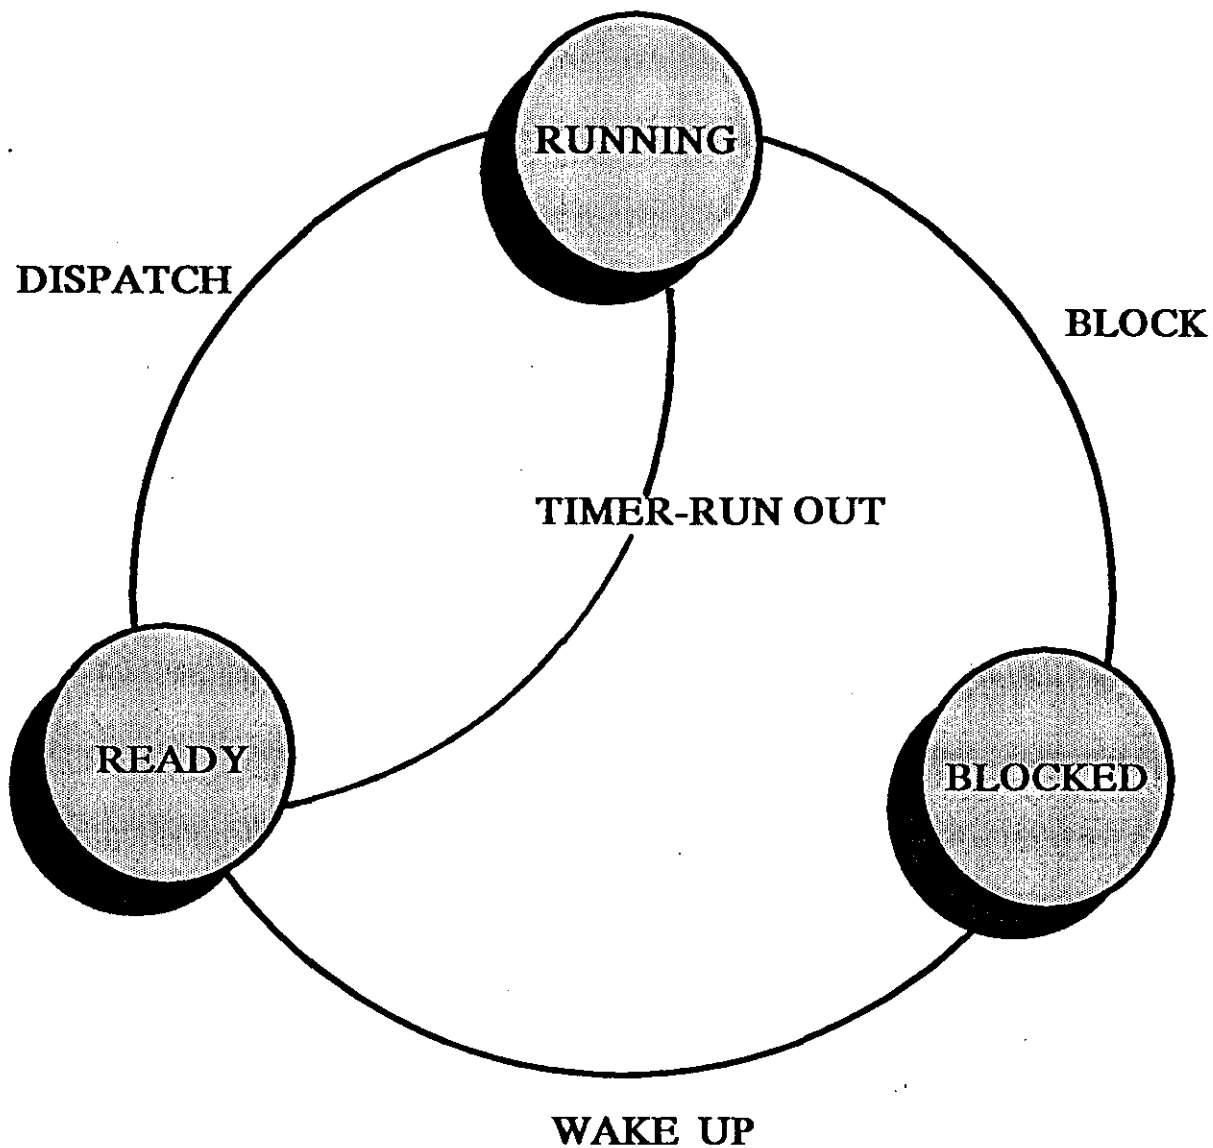 RUNNING
DISPATCH
BLOCK
TIMER-RUN OUT
READY
BLOCKED
WAKE UP